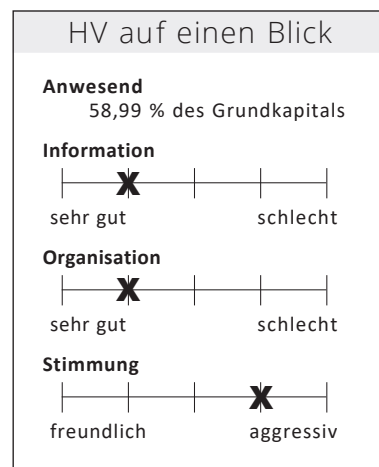 HV auf einen Blick
Anwesend
58,99 % des Grundkapitals
Information
X
sehr gut schlecht
Organisation
X
sehr gut schlecht
Stimmung
X
freundlich aggressiv